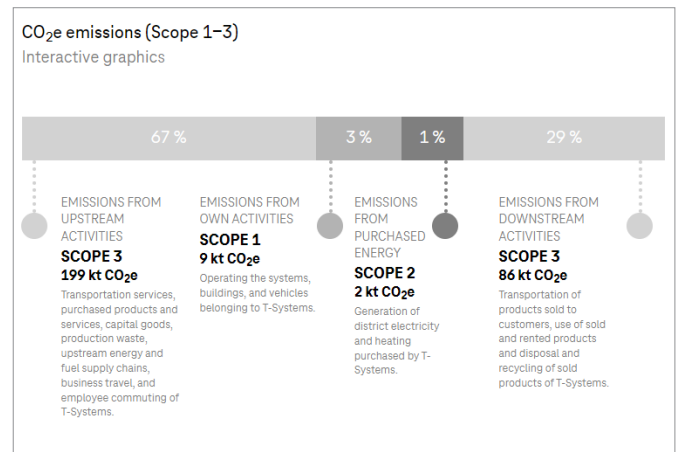 CO₂e emissions (Scope 1–3)
Interactive graphics
67 %
3 %
1 %
29 %
EMISSIONS FROM
UPSTREAM
ACTIVITIES
SCOPE 3
199 kt CO₂e
Transportation services,
purchased products and
services, capital goods,
production waste,
upstream energy and
fuel supply chains,
business travel, and
employee commuting of
T-Systems.
EMISSIONS FROM
OWN ACTIVITIES
SCOPE 1
9 kt CO₂e
Operating the systems,
buildings, and vehicles
belonging to T-Systems.
EMISSIONS
FROM
PURCHASED
ENERGY
SCOPE 2
2 kt CO₂e
Generation of
district electricity
and heating
purchased by T-
Systems.
EMISSIONS FROM
DOWNSTREAM
ACTIVITIES
SCOPE 3
86 kt CO₂e
Transportation of
products sold to
customers, use of sold
and rented products
and disposal and
recycling of sold
products of T-Systems.